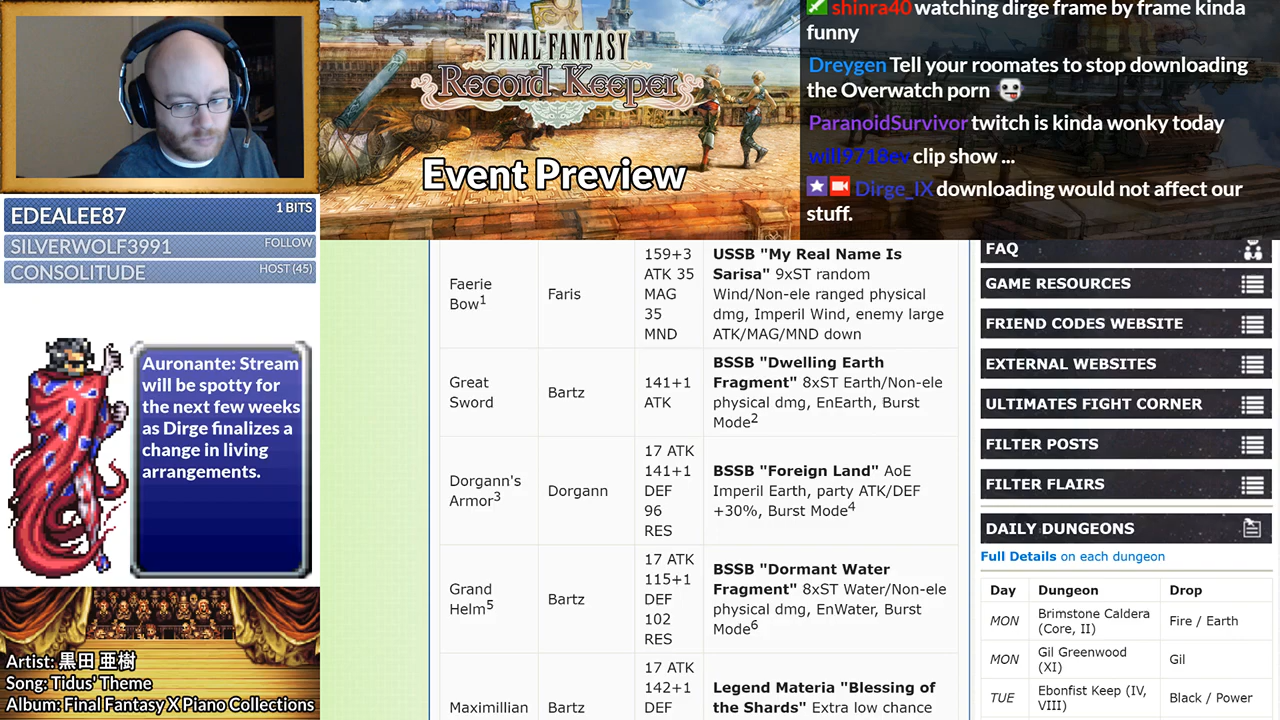 FINAL FANTASY
Record Keeper
Event Preview
shinra40 watching dirge frame by frame kinda
funny
Dreygen Tell your roomates to stop downloading
the Overwatch porn
ParanoidSurvivor twitch is kinda wonky today
will9718ev clip show ...
Dirge_IX downloading would not affect our
stuff.
EDEALEE87 1 BITS
SILVERWOLF3991 FOLLOW
CONSOLITUDE HOST (45)
Auronante: Stream
will be spotty for
the next few weeks
as Dirge finalizes a
change in living
arrangements.
Artist: 黒田 亜樹
Song: Tidus' Theme
Album: Final Fantasy X Piano Collections
Faerie
Bow1
Faris
159+3
ATK 35
MAG
35
MND
USSB "My Real Name Is
Sarisa" 9xST random
Wind/Non-ele ranged physical
dmg, Imperil Wind, enemy large
ATK/MAG/MND down
Great
Sword
Bartz
141+1
ATK
BSSB "Dwelling Earth
Fragment" 8xST Earth/Non-ele
physical dmg, EnEarth, Burst
Mode2
Dorgann's
Armor3
Dorgann
17 ATK
141+1
DEF
96
RES
BSSB "Foreign Land" AoE
Imperil Earth, party ATK/DEF
+30%, Burst Mode4
Grand
Helm5
Bartz
17 ATK
115+1
DEF
102
RES
BSSB "Dormant Water
Fragment" 8xST Water/Non-ele
physical dmg, EnWater, Burst
Mode6
Maximillian
Bartz
17 ATK
142+1
DEF
Legend Materia "Blessing of
the Shards" Extra low chance
FAQ
GAME RESOURCES
FRIEND CODES WEBSITE
EXTERNAL WEBSITES
ULTIMATES FIGHT CORNER
FILTER POSTS
FILTER FLAIRS
DAILY DUNGEONS
Full Details on each dungeon
Day Dungeon Drop
MON Brimstone Caldera
(Core, II) Fire / Earth
MON Gil Greenwood
(XI) Gil
TUE Ebonfist Keep (IV,
VIII) Black / Power